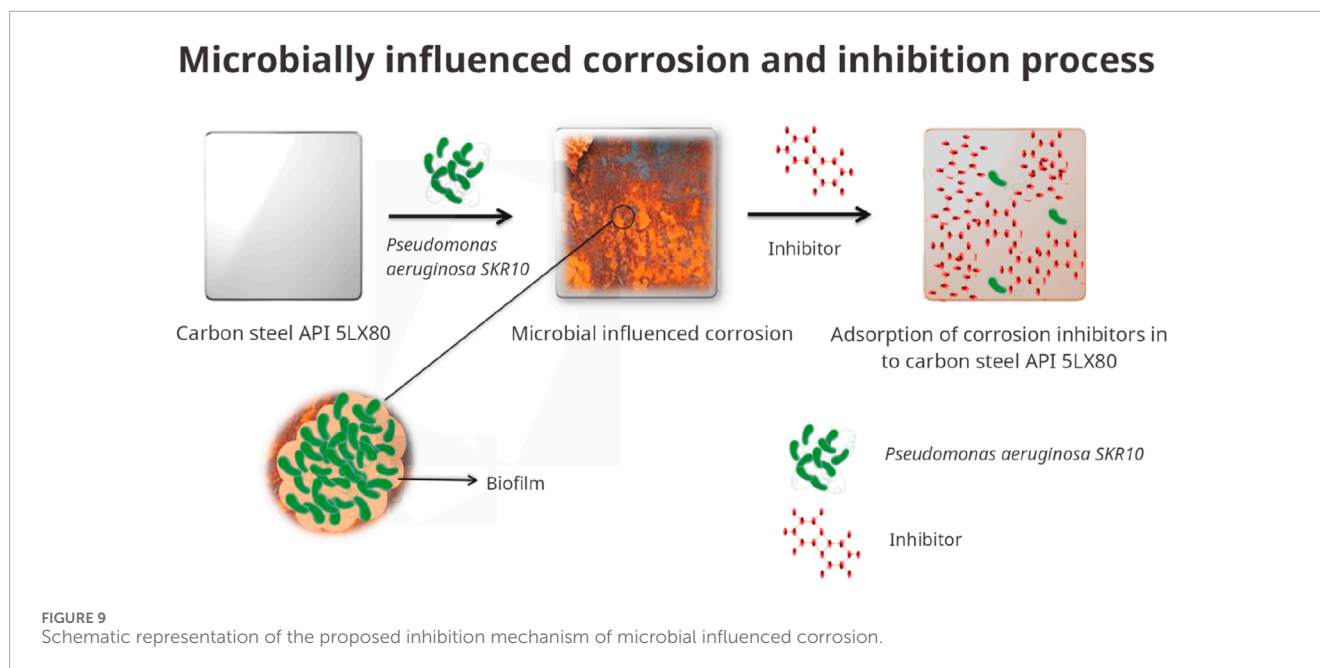 Microbially influenced corrosion and inhibition process
Pseudomonas
aeruginosa SKR10
Inhibitor
Carbon steel API 5LX80
Microbial influenced corrosion
Adsorption of corrosion inhibitors in
to carbon steel API 5LX80
Biofilm
Pseudomonas aeruginosa SKR10
Inhibitor
FIGURE 9
Schematic representation of the proposed inhibition mechanism of microbial influenced corrosion.